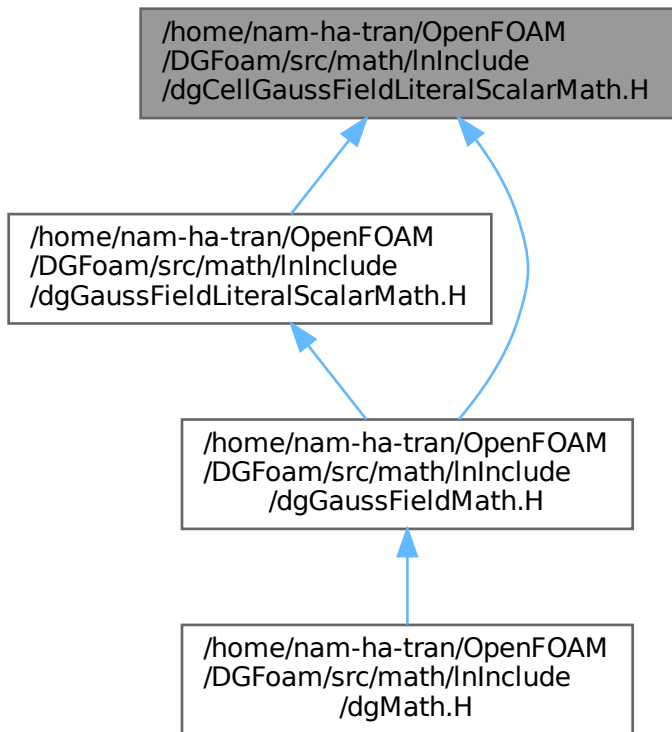 /home/nam-ha-tran/OpenFOAM
/DGFoam/src/math/lnInclude
/dgCellGaussFieldLiteralScalarMath.H
/home/nam-ha-tran/OpenFOAM
/DGFoam/src/math/lnInclude
/dgGaussFieldLiteralScalarMath.H
/home/nam-ha-tran/OpenFOAM
/DGFoam/src/math/lnInclude
/dgGaussFieldMath.H
/home/nam-ha-tran/OpenFOAM
/DGFoam/src/math/lnInclude
/dgMath.H